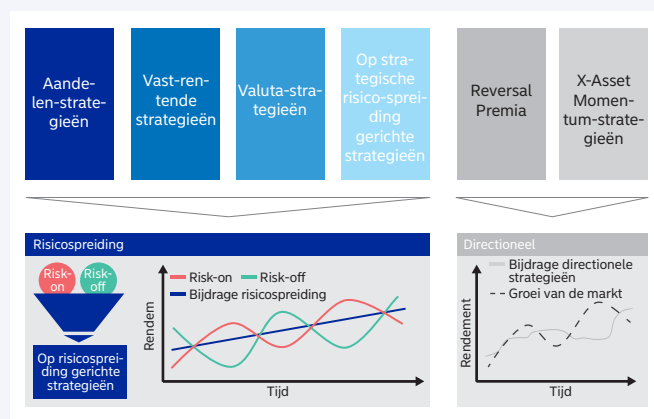 Aande-
len-strate-
gieën
Vast-ren-
tende
strategieën
Valuta-stra-
tegieën
Op stra-
tegische
risico-sprei-
ding
gerichte
strategieën
Reversal
Premia
X-Asset
Momen-
tum-strate-
gieën
Risicospreiding
Risk-
on
Risk-
off
Op risicosprei-
ding gerichte
strategieën
Rendem
Risk-on
Risk-off
Bijdrage risicospreiding
Tijd
Directioneel
Rendement
Bijdrage directionele
strategieën
Groei van de markt
Tijd